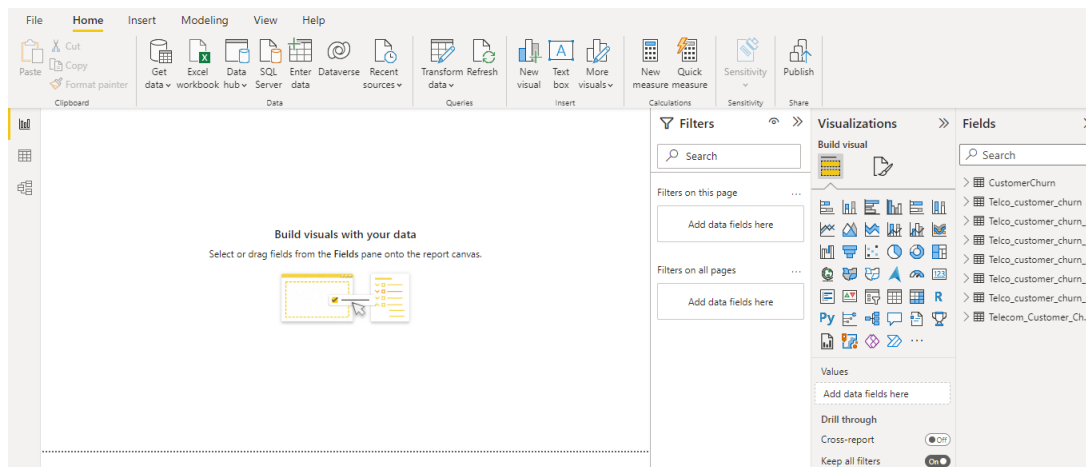 File Home Insert Modeling View Help
Paste
Cut
Copy
Format painter
Clipboard
Get data
Excel workbook
Data hub
SQL Server
Enter data
Dataverse
Recent sources
Data
Transform data
Refresh
Queries
New visual
Text box
More visuals
Insert
New measure
Quick measure
Calculations
Sensitivity
Sensitivity
Publish
Share
Build visuals with your data
Select or drag fields from the Fields pane onto the report canvas.
Filters
Search
Filters on this page
Add data fields here
Filters on all pages
Add data fields here
Visualizations
Build visual
123
R
Py
Values
Add data fields here
Drill through
Cross-report Off
Keep all filters On
Fields
Search
CustomerChurn
Telco_customer_churn
Telco_customer_churn_
Telco_customer_churn_
Telco_customer_churn_
Telco_customer_churn_
Telco_customer_churn_
Telecom_Customer_Ch...